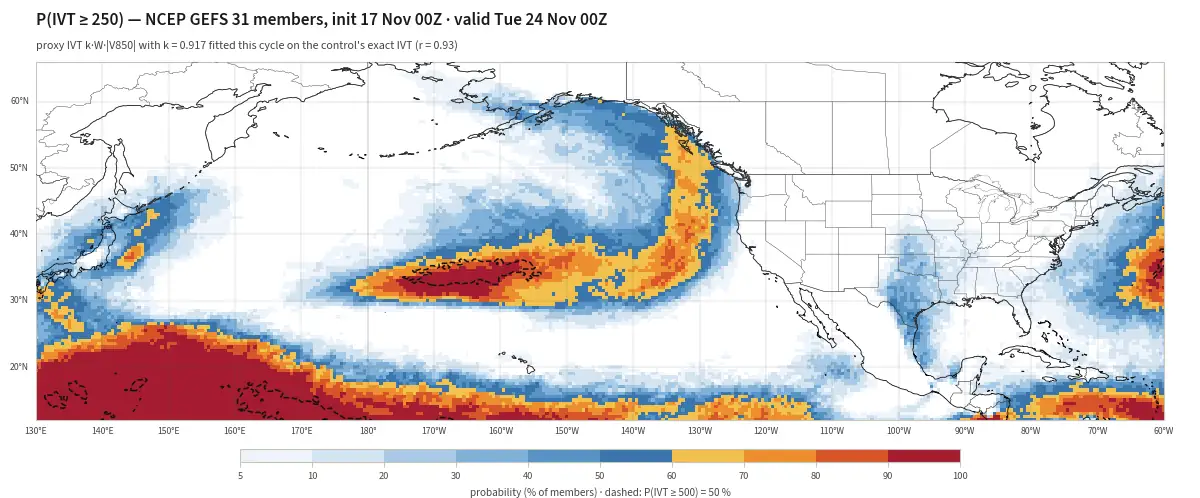 P(IVT ≥ 250) — NCEP GEFS 31 members, init 17 Nov 00Z · valid Tue 24 Nov 00Z
proxy IVT k·W·|V850| with k = 0.917 fitted this cycle on the control's exact IVT (r = 0.93)
60°N
50°N
40°N
30°N
20°N
130°E 140°E 150°E 160°E 170°E 180° 170°W 160°W 150°W 140°W 130°W 120°W 110°W 100°W 90°W 80°W 70°W 60°W
5 10 20 30 40 50 60 70 80 90 100
probability (% of members) · dashed: P(IVT ≥ 500) = 50 %